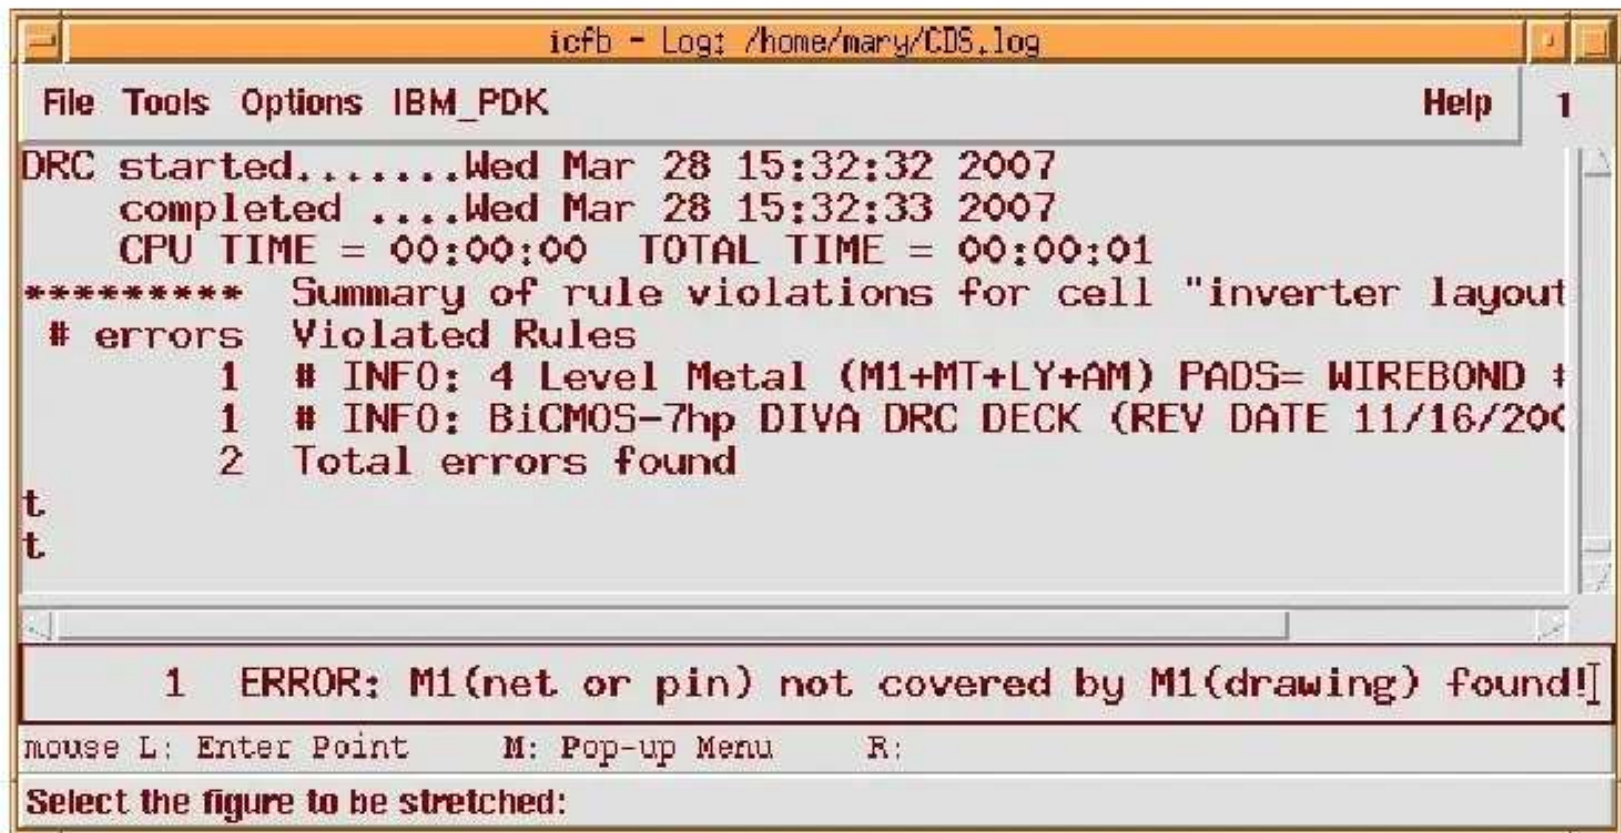 icfb - Log: /home/mary/CDS.log
File Tools Options IBM_PDK Help 1
DRC started.......Wed Mar 28 15:32:32 2007
completed ....Wed Mar 28 15:32:33 2007
CPU TIME = 00:00:00 TOTAL TIME = 00:00:01
********* Summary of rule violations for cell "inverter layout
# errors Violated Rules
1 # INFO: 4 Level Metal (M1+MT+LY+AM) PADS= WIREBOND #
1 # INFO: BiCMOS-7hp DIVA DRC DECK (REV DATE 11/16/200
2 Total errors found
t
t
1 ERROR: M1(net or pin) not covered by M1(drawing) found!
mouse L: Enter Point M: Pop-up Menu R:
Select the figure to be stretched: